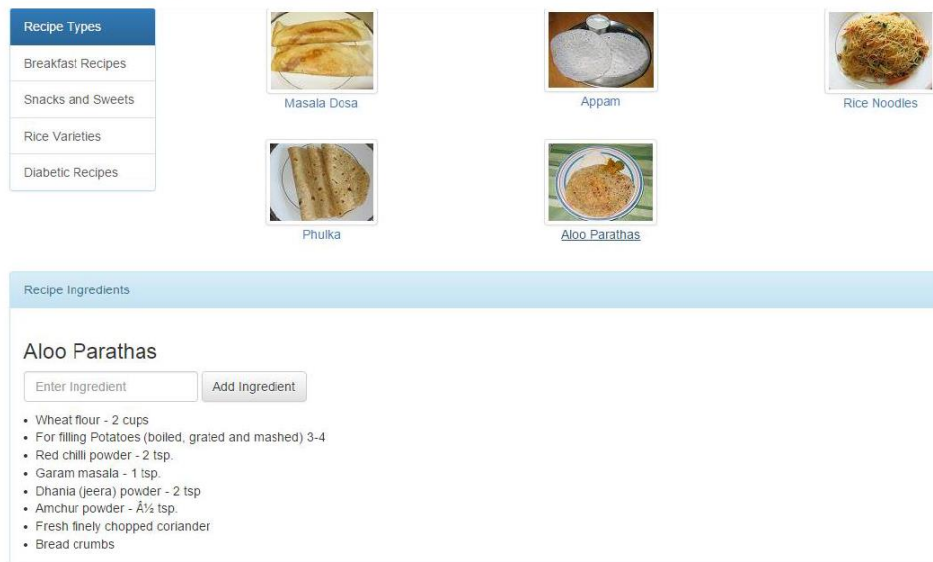 Recipe Types
Breakfast Recipes
Snacks and Sweets
Rice Varieties
Diabetic Recipes
Masala Dosa
Appam
Rice Noodles
Phulka
Aloo Parathas
Recipe Ingredients
Aloo Parathas
Enter Ingredient
Add Ingredient
• Wheat flour - 2 cups
• For filling Potatoes (boiled, grated and mashed) 3-4
• Red chilli powder - 2 tsp.
• Garam masala - 1 tsp.
• Dhania (jeera) powder - 2 tsp
• Amchur powder - Â½ tsp.
• Fresh finely chopped coriander
• Bread crumbs